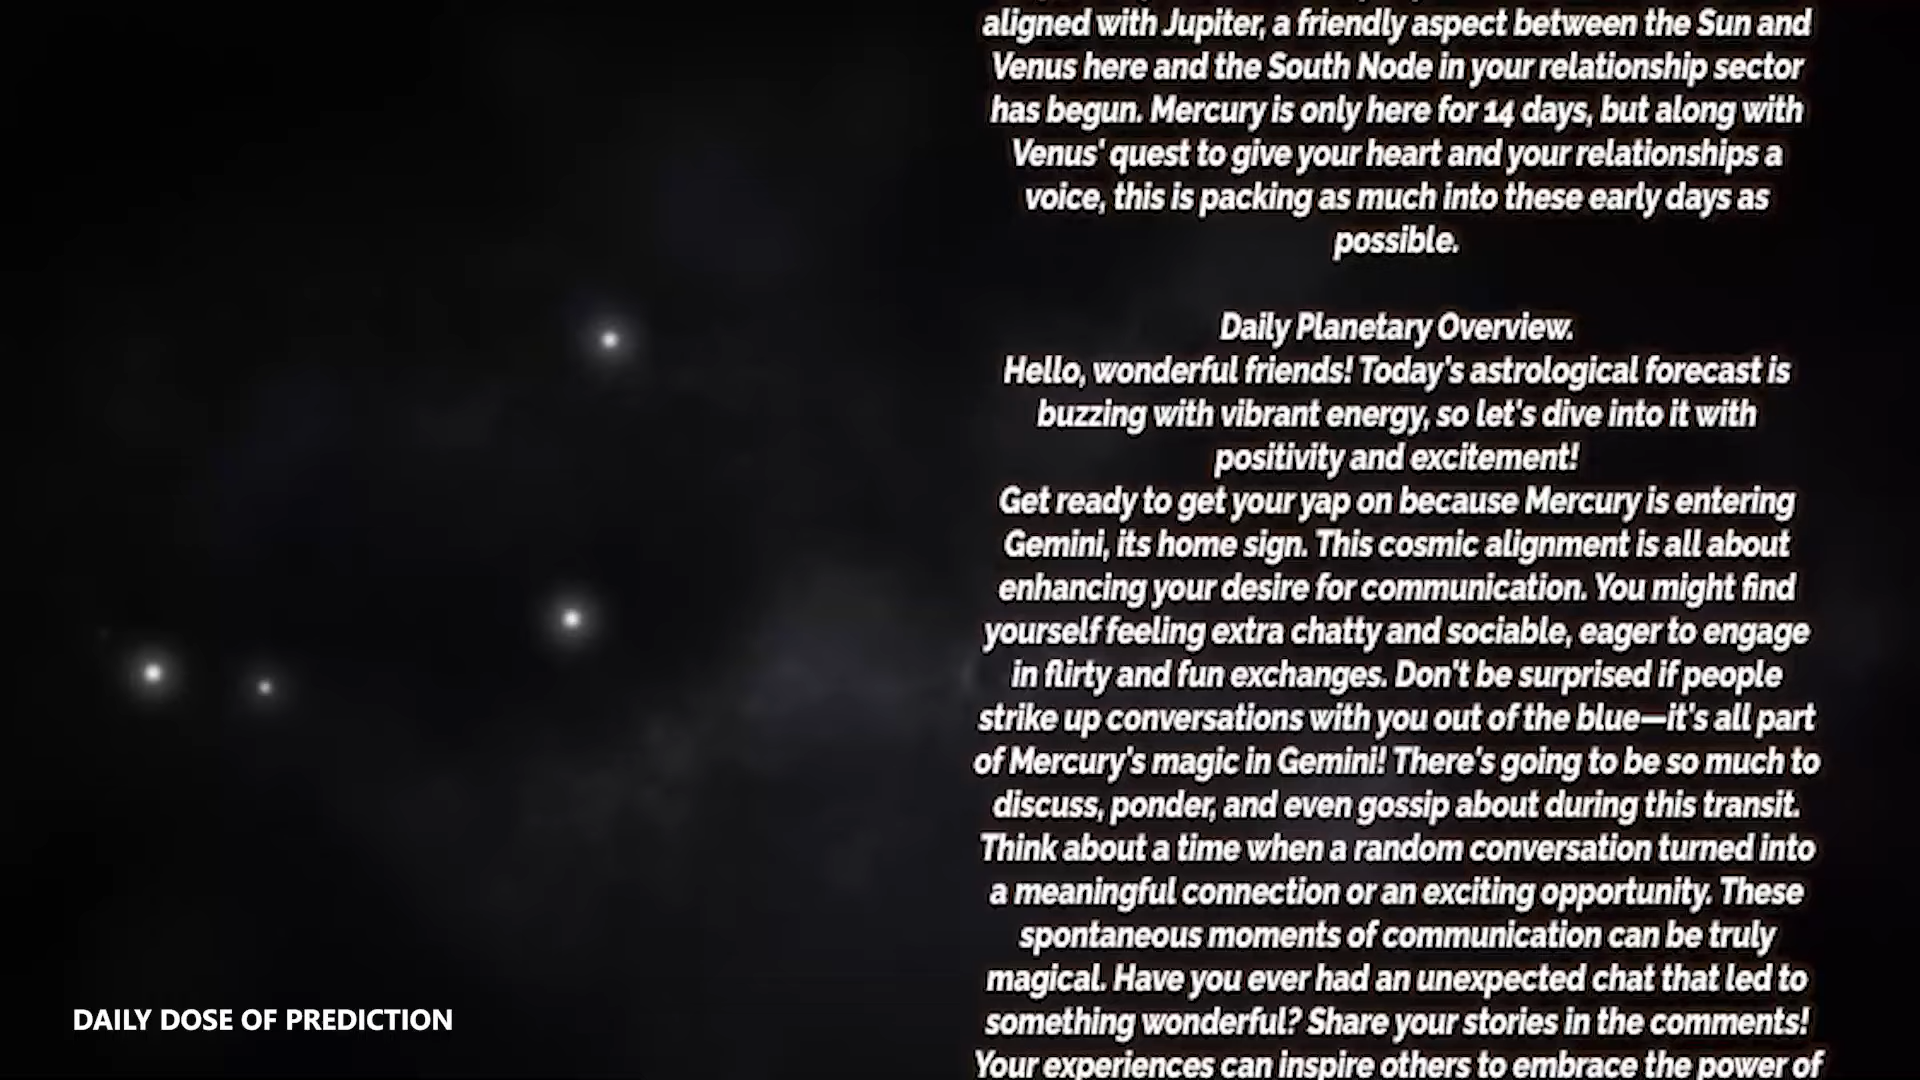 aligned with Jupiter, a friendly aspect between the Sun and
Venus here and the South Node in your relationship sector
has begun. Mercury is only here for 14 days, but along with
Venus' quest to give your heart and your relationships a
voice, this is packing as much into these early days as
possible.
Daily Planetary Overview.
Hello, wonderful friends! Today's astrological forecast is
buzzing with vibrant energy, so let's dive into it with
positivity and excitement!
Get ready to get your yap on because Mercury is entering
Gemini, its home sign. This cosmic alignment is all about
enhancing your desire for communication. You might find
yourself feeling extra chatty and sociable, eager to engage
in flirty and fun exchanges. Don't be surprised if people
strike up conversations with you out of the blue—it's all part
of Mercury's magic in Gemini! There's going to be so much to
discuss, ponder, and even gossip about during this transit.
Think about a time when a random conversation turned into
a meaningful connection or an exciting opportunity. These
spontaneous moments of communication can be truly
magical. Have you ever had an unexpected chat that led to
something wonderful? Share your stories in the comments!
Your experiences can inspire others to embrace the power of
DAILY DOSE OF PREDICTION